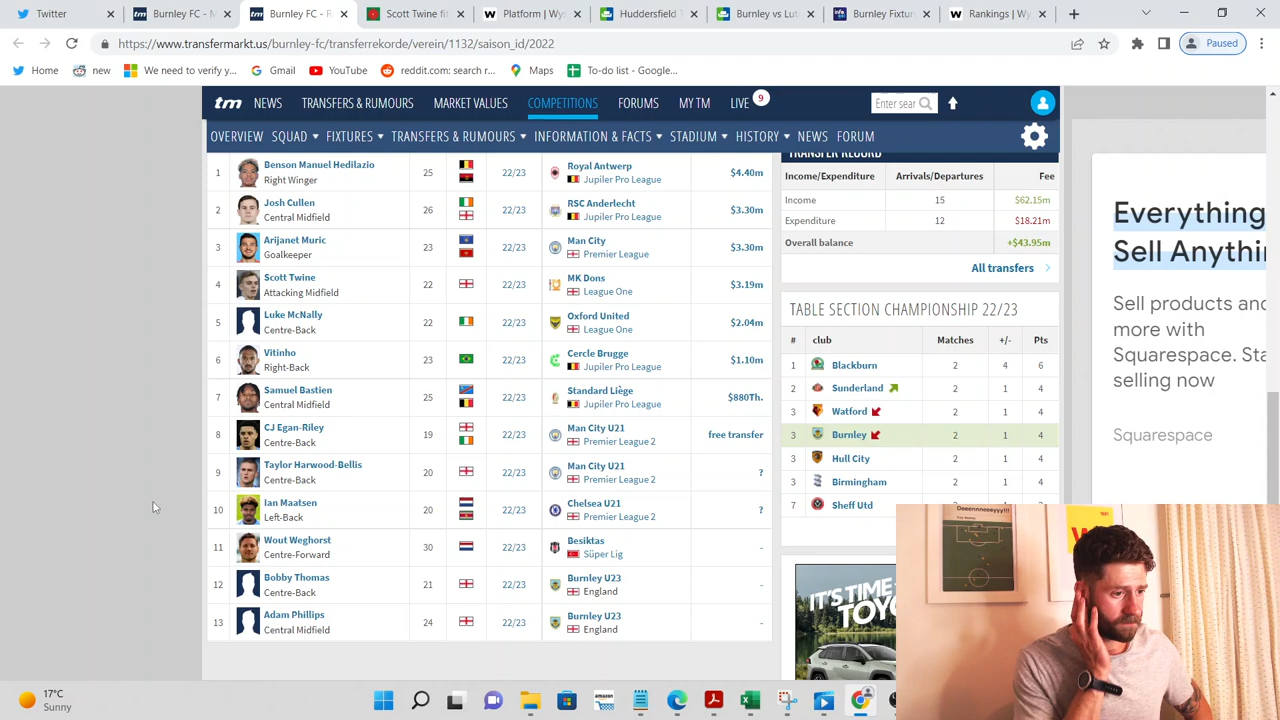 Burnley FC - N
Burnley FC - R
Scotsone fi
wTeam | Wys
Huddersfield
Burnley vs Lut
Burnley Fixtur
Rankings | Wy
https://www.transfermarkt.us/burnley-fc/transferrekorde/verein/1132/saison_id/2022
Paused
Home
new
We need to verify y...
Gmail
YouTube
reddit.com: search r...
Maps
To-do list - Google...
tm NEWS TRANSFERS & RUMOURS MARKET VALUES COMPETITIONS FORUMS MY TM LIVE 9
Enter sear
OVERVIEW SQUAD FIXTURES TRANSFERS & RUMOURS INFORMATION & FACTS STADIUM HISTORY NEWS FORUM
1 Benson Manuel Hedilazio 25 22/23 Royal Antwerp $4.40m
Right Winger Jupiler Pro League
2 Josh Cullen 26 22/23 RSC Anderlecht $3.30m
Central Midfield Jupiler Pro League
3 Arijanet Muric 23 22/23 Man City $3.30m
Goalkeeper Premier League
4 Scott Twine 22 22/23 MK Dons $3.19m
Attacking Midfield League One
5 Luke McNally 22 22/23 Oxford United $2.04m
Centre-Back League One
6 Vitinho 23 22/23 Cercle Brugge $1.10m
Right-Back Jupiler Pro League
7 Samuel Bastien 25 22/23 Standard Liège $880Th.
Central Midfield Jupiler Pro League
8 CJ Egan-Riley 19 22/23 Man City U21 free transfer
Centre-Back Premier League 2
9 Taylor Harwood-Bellis 20 22/23 Man City U21 ?
Centre-Back Premier League 2
10 Ian Maatsen 20 22/23 Chelsea U21 ?
Left-Back Premier League 2
11 Wout Weghorst 30 22/23 Besiktas -
Centre-Forward Süper Lig
12 Bobby Thomas 21 22/23 Burnley U23 -
Centre-Back England
13 Adam Phillips 24 22/23 Burnley U23 -
Central Midfield England
TRANSFER RECORD
Income/Expenditure Arrivals/Departures Fee
Income 15 $62.15m
Expenditure 12 $18.21m
Overall balance +$43.95m
All transfers
TABLE SECTION CHAMPIONSHIP 22/23
# club Matches +/- Pts
1 Blackburn 2 4 6
2 Sunderland 2 1 4
3 Watford 2 1 4
3 Burnley 2 1 4
3 Hull City 2 1 4
3 Birmingham 2 1 4
7 Sheff Utd
IT'S TIME
TOYO
Everything
Sell Anythi
Sell products and
more with
Squarespace. Sta
selling now
Squarespace
Deeennneeeyyy!!!
17°C
Sunny
amazon